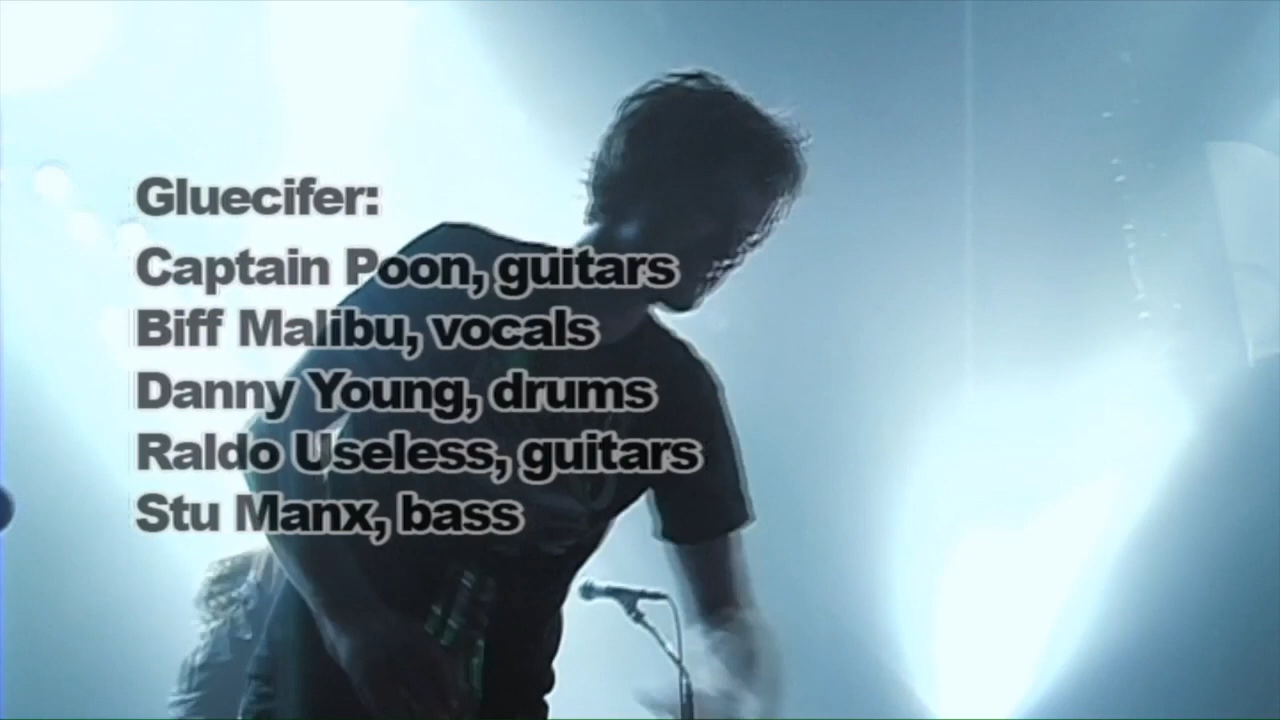 Gluecifer:
Captain Poon, guitars
Biff Malibu, vocals
Danny Young, drums
Raldo Useless, guitars
Stu Manx, bass